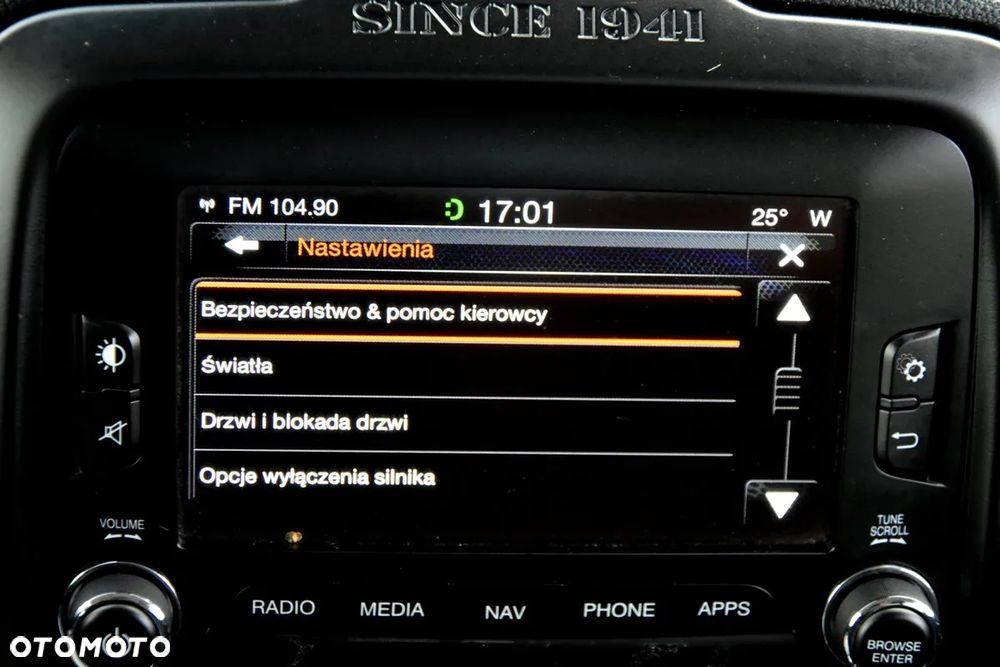 SINCE 1941
FM 104.90 17:01 25° W
Nastawienia
Bezpieczeństwo & pomoc kierowcy
Światła
Drzwi i blokada drzwi
Opcje wyłączenia silnika
VOLUME
TUNE
SCROLL
RADIO MEDIA NAV PHONE APPS
BROWSE
ENTER
OTOMOTO